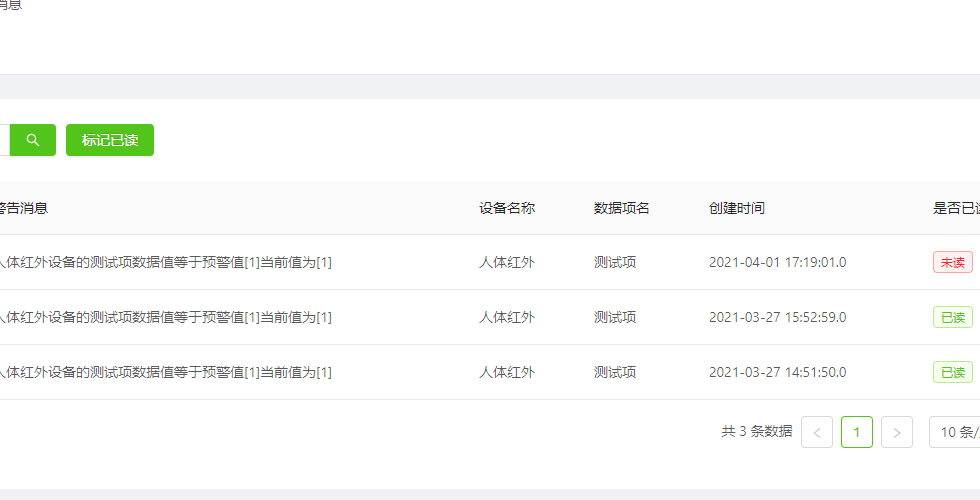 消息
标记已读
警告消息 设备名称 数据项名 创建时间 是否已读
人体红外设备的测试项数据值等于预警值[1]当前值为[1] 人体红外 测试项 2021-04-01 17:19:01.0 未读
人体红外设备的测试项数据值等于预警值[1]当前值为[1] 人体红外 测试项 2021-03-27 15:52:59.0 已读
人体红外设备的测试项数据值等于预警值[1]当前值为[1] 人体红外 测试项 2021-03-27 14:51:50.0 已读
共 3 条数据 < 1 > 10 条/